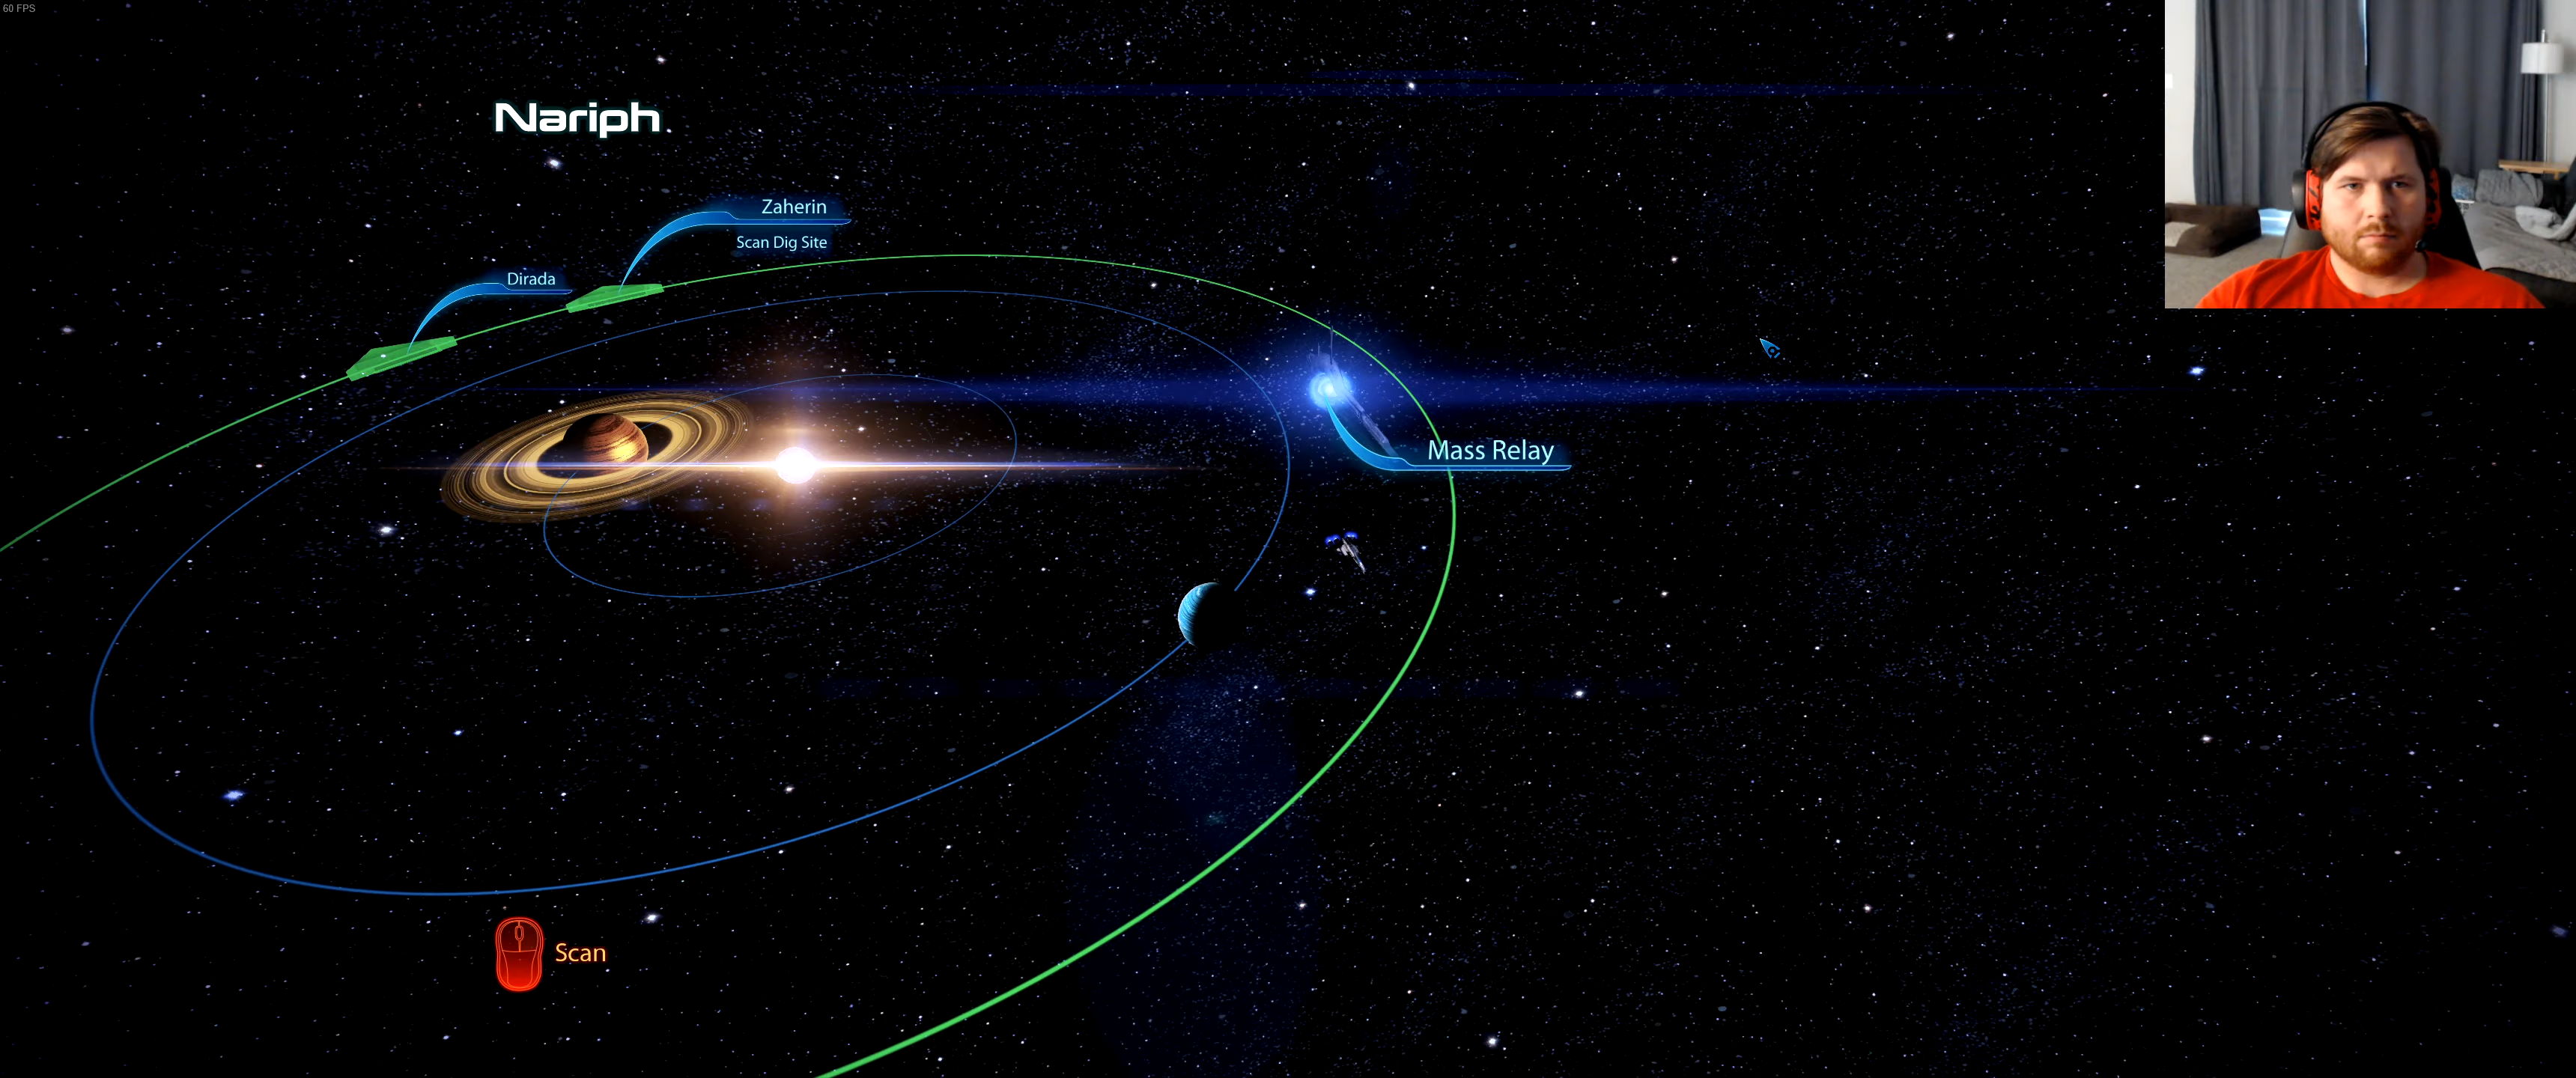 60 FPS
Nariph
Zaherin
Scan Dig Site
Dirada
Mass Relay
Scan